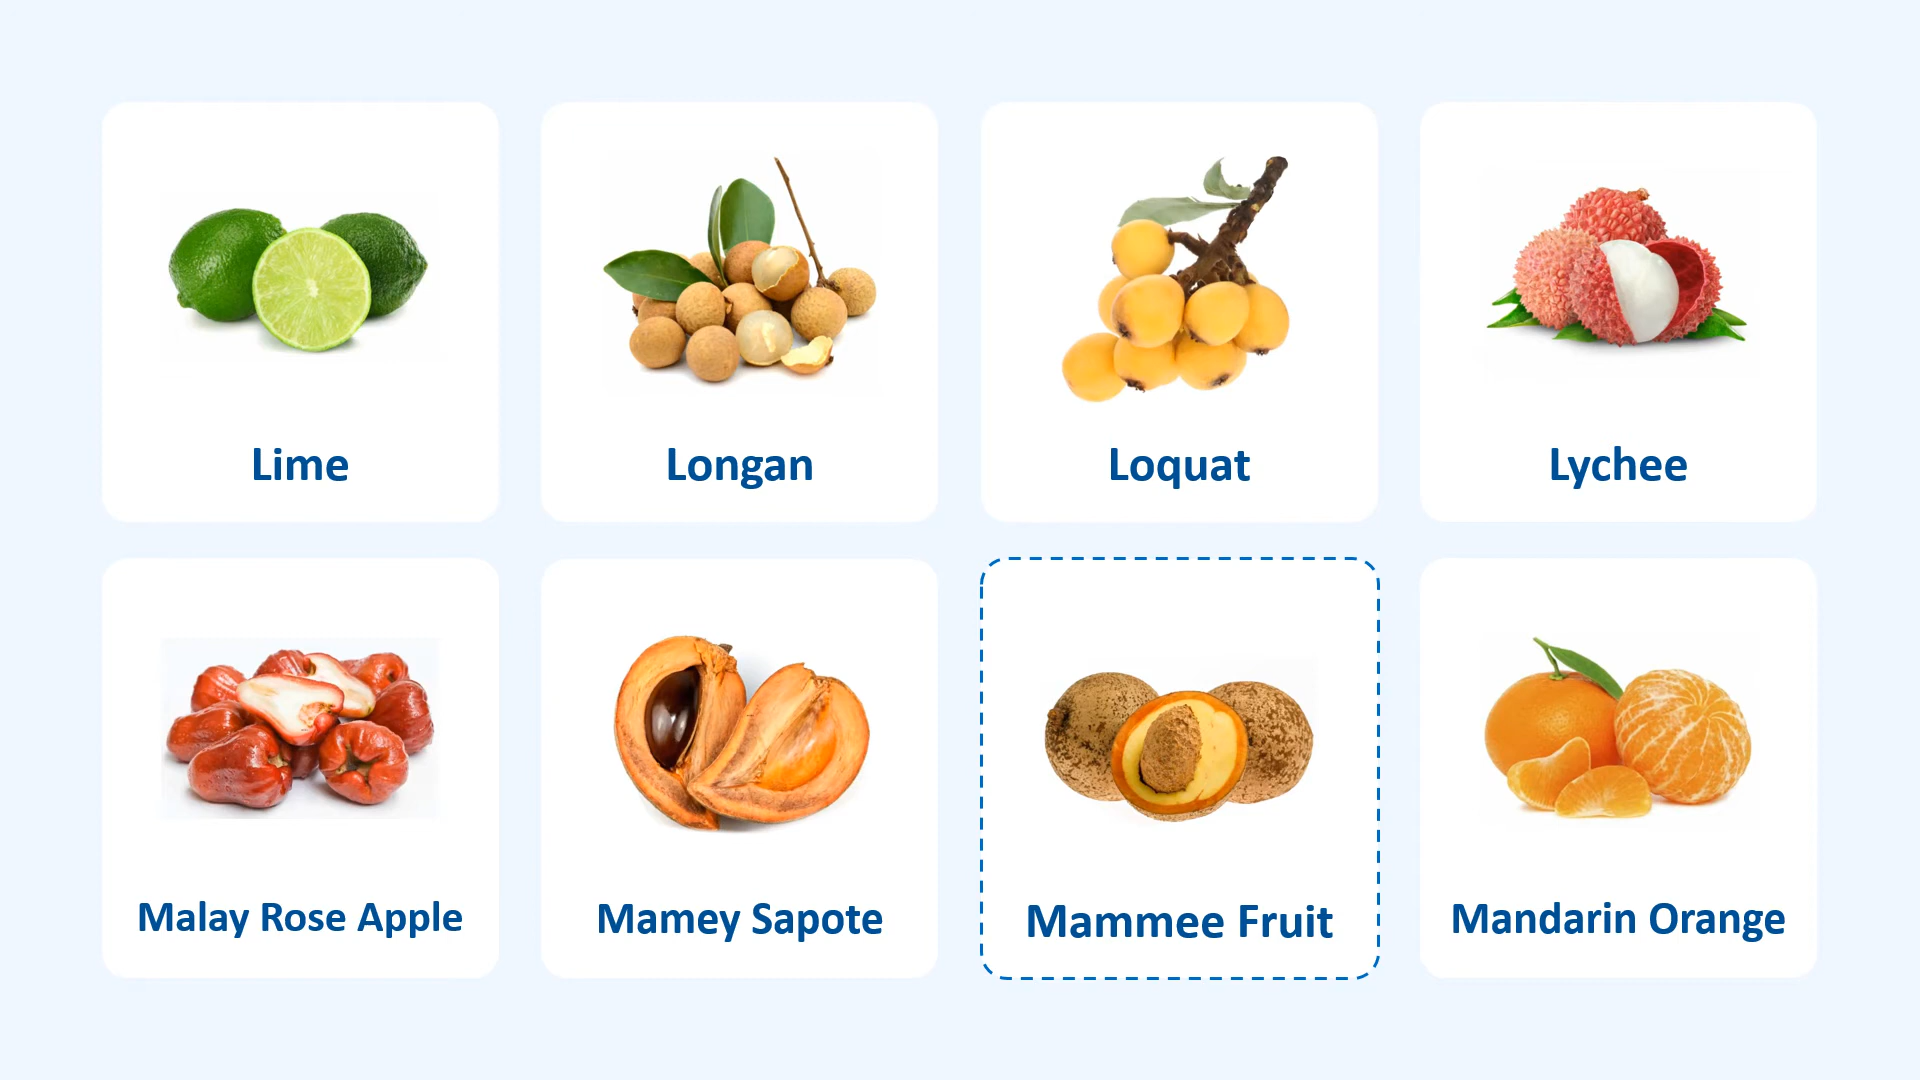 Lime
Longan
Loquat
Lychee
Malay Rose Apple
Mamey Sapote
Mammee Fruit
Mandarin Orange